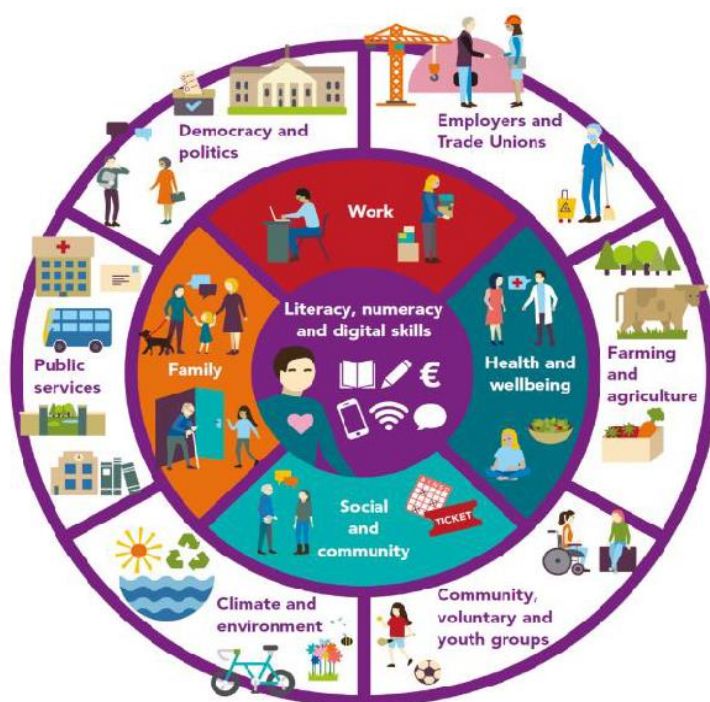 Democracy and
politics
Employers and
Trade Unions
Work
Literacy, numeracy
and digital skills
Public
services
Family
Health and
wellbeing
Farming
and
agriculture
€
Social
and
community
TICKET
Climate and
environment
Community,
voluntary and
youth groups